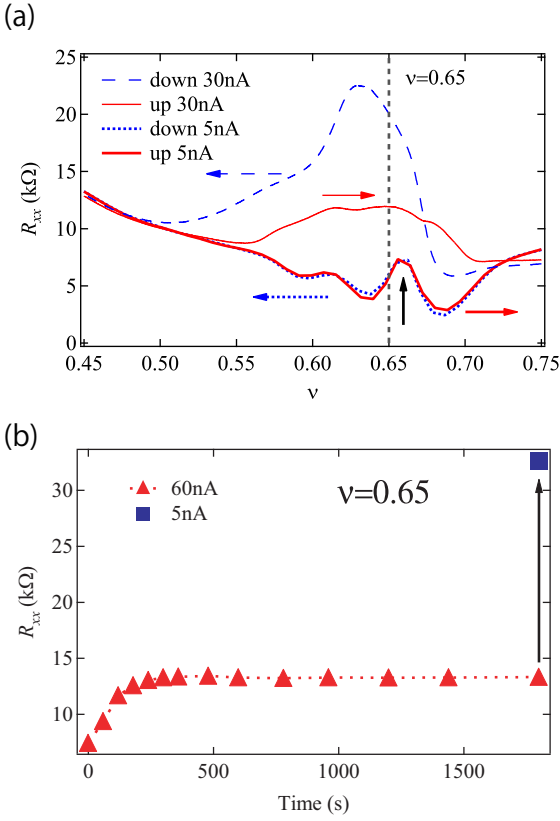 (a)
25
20
15
10
5
0
R_xx (kΩ)
down 30nA
up 30nA
down 5nA
up 5nA
ν=0.65
0.45 0.50 0.55 0.60 0.65 0.70 0.75
ν
(b)
30
25
20
15
10
R_xx (kΩ)
60nA
5nA
ν=0.65
0 500 1000 1500
Time (s)